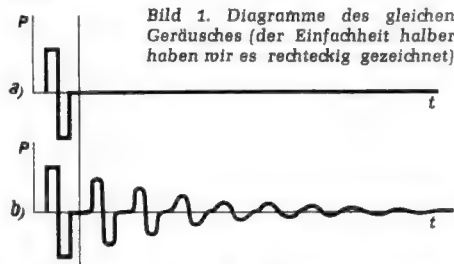 Bild 1. Diagramme des gleichen
Geräusches (der Einfachheit halber
haben wir es rechteckig gezeichnet)
P
a)
t
P
b)
t